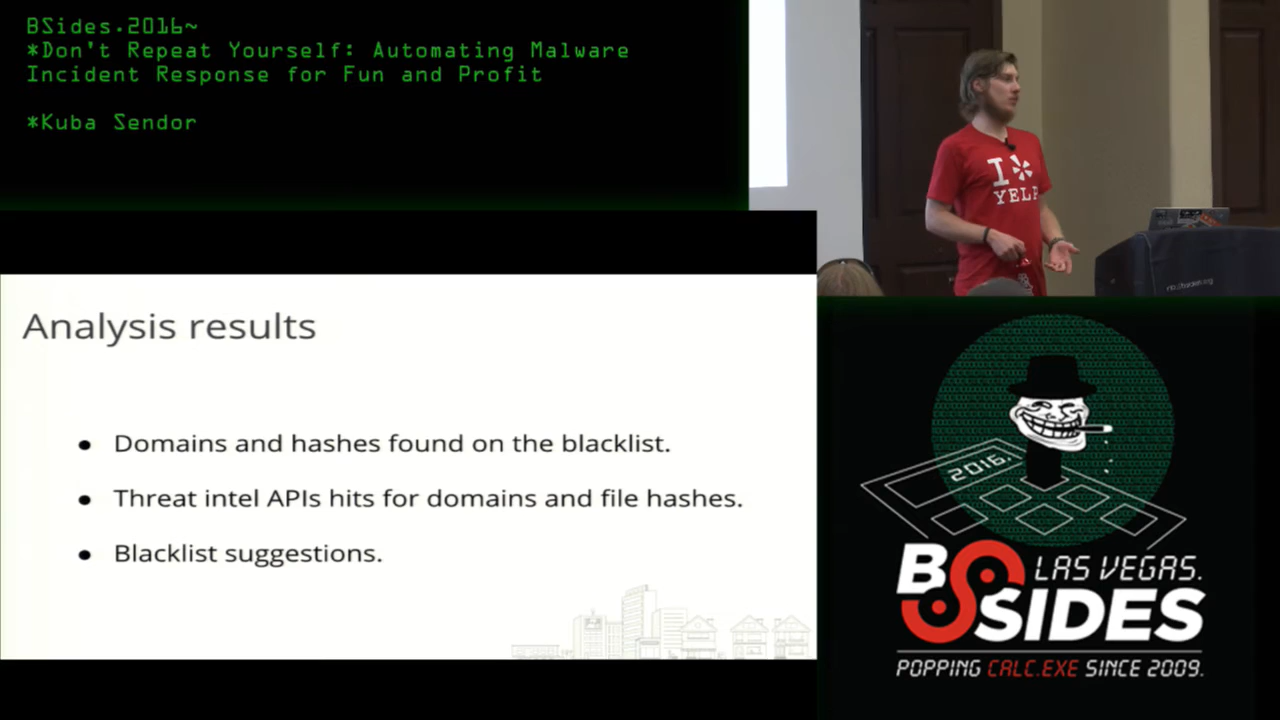 BSides.2016~
*Don't Repeat Yourself: Automating Malware
Incident Response for Fun and Profit
*Kuba Sendor
I
YELP
Analysis results
● Domains and hashes found on the blacklist.
● Threat intel APIs hits for domains and file hashes.
● Blacklist suggestions.
2016.
BSIDES
LAS VEGAS.
POPPING CALC.EXE SINCE 2009.